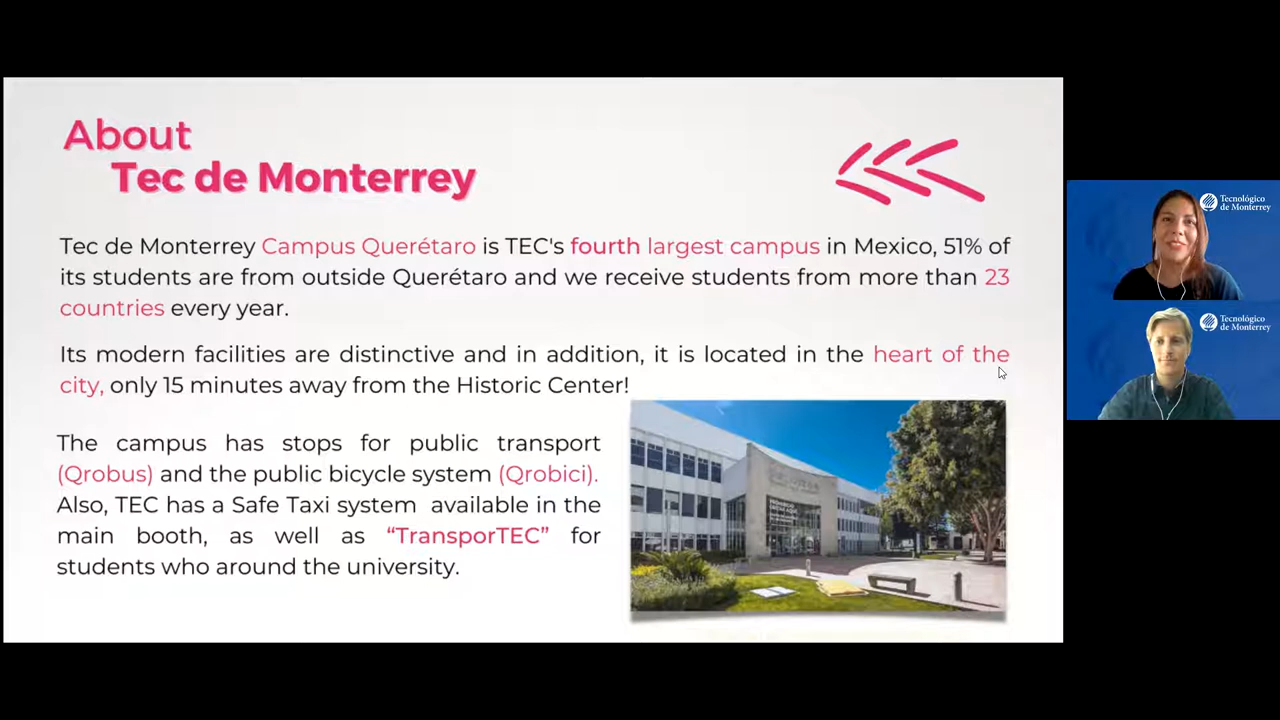 About
Tec de Monterrey
Tec de Monterrey Campus Querétaro is TEC's fourth largest campus in Mexico, 51% of
its students are from outside Querétaro and we receive students from more than 23
countries every year.
Its modern facilities are distinctive and in addition, it is located in the heart of the
city, only 15 minutes away from the Historic Center!
The campus has stops for public transport
(Qrobus) and the public bicycle system (Qrobici).
Also, TEC has a Safe Taxi system available in the
main booth, as well as “TransporTEC” for
students who around the university.
Tecnológico
de Monterrey
Tecnológico
de Monterrey